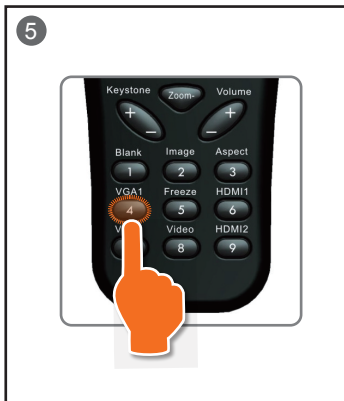 5
Keystone Zoom- Volume
+ +
– –
Blank Image Aspect
1 2 3
VGA1 Freeze HDMI1
4 5 6
Video HDMI2
8 9